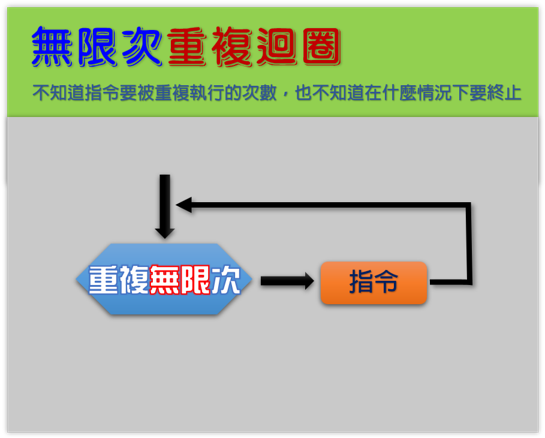 無限次重複迴圈
不知道指令要被重複執行的次數，也不知道在什麼情況下要終止
重複無限次
指令